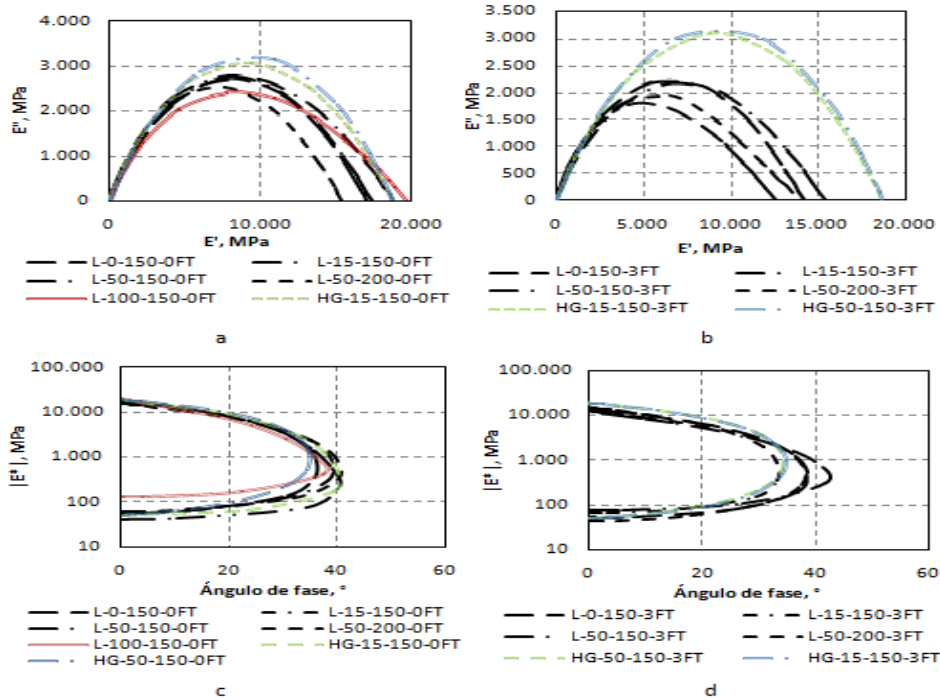 4.000
3.000
2.000
1.000
0
E", MPa
0
10.000
20.000
E', MPa
L-0-150-0FT
L-15-150-0FT
L-50-150-0FT
L-50-200-0FT
L-100-150-0FT
HG-15-150-0FT
a
3.500
3.000
2.500
2.000
1.500
1.000
500
0
E", MPa
0
5.000
10.000
15.000
20.000
E', MPa
L-0-150-3FT
L-15-150-3FT
L-50-150-3FT
L-50-200-3FT
HG-15-150-3FT
HG-50-150-3FT
b
100.000
10.000
1.000
100
10
|E*|, MPa
0
20
40
60
Ángulo de fase, °
L-0-150-0FT
L-15-150-0FT
L-50-150-0FT
L-50-200-0FT
L-100-150-0FT
HG-15-150-0FT
HG-50-150-0FT
c
100.000
10.000
1.000
100
10
|E*|, MPa
0
20
40
60
Ángulo de fase, °
L-0-150-3FT
L-15-150-3FT
L-50-150-3FT
L-50-200-3FT
HG-50-150-3FT
HG-15-150-3FT
d